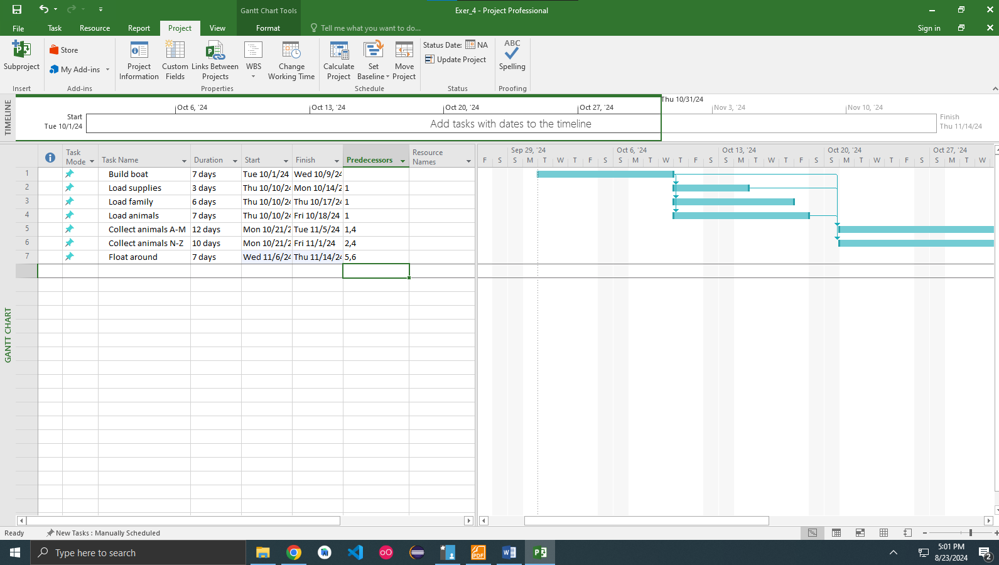 Gantt Chart Tools
Exer_4 - Project Professional
File Task Resource Report Project View Format Tell me what you want to do... Sign in
Subproject
Insert
Store
My Add-ins
Add-ins
Project Information
Custom Fields
Links Between Projects
WBS
Change Working Time
Properties
Calculate Project
Set Baseline
Move Project
Schedule
Status Date: NA
Update Project
Status
ABC
Spelling
Proofing
TIMELINE
Thu 10/31/24
Oct 6, '24 Oct 13, '24 Oct 20, '24 Oct 27, '24 Nov 3, '24 Nov 10, '24
Start
Tue 10/1/24
Add tasks with dates to the timeline
Finish
Thu 11/14/24
Task Mode Task Name Duration Start Finish Predecessors Resource Names
Sep 29, '24 Oct 6, '24 Oct 13, '24 Oct 20, '24 Oct 27, '24
F S S M T W T F S S M T W T F S S M T W T F S S M T W T F S S M T W
1 Build boat 7 days Tue 10/1/24 Wed 10/9/24
2 Load supplies 3 days Thu 10/10/24 Mon 10/14/2 1
3 Load family 6 days Thu 10/10/24 Thu 10/17/24 1
4 Load animals 7 days Thu 10/10/24 Fri 10/18/24 1
5 Collect animals A-M 12 days Mon 10/21/2 Tue 11/5/24 1,4
6 Collect animals N-Z 10 days Mon 10/21/2 Fri 11/1/24 2,4
7 Float around 7 days Wed 11/6/24 Thu 11/14/24 5,6
GANTT CHART
Ready New Tasks : Manually Scheduled
Type here to search
PDF
5:01 PM
8/23/2024
2